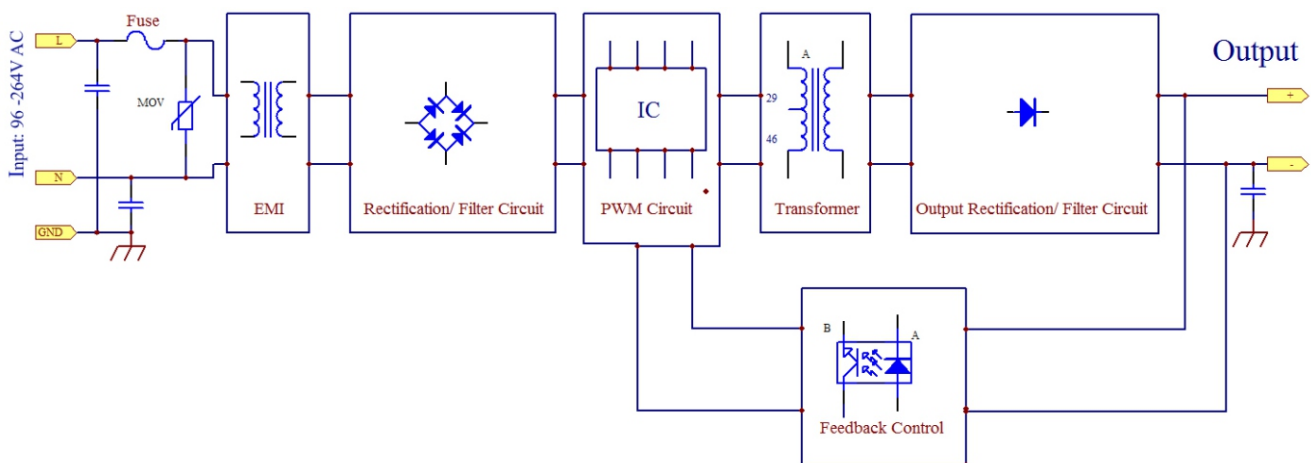 Input: 96 -264V AC
L
Fuse
MOV
N
GND
EMI
Rectification/ Filter Circuit
IC
PWM Circuit
A
29
46
Transformer
Output Rectification/ Filter Circuit
Output
+
-
B
A
Feedback Control